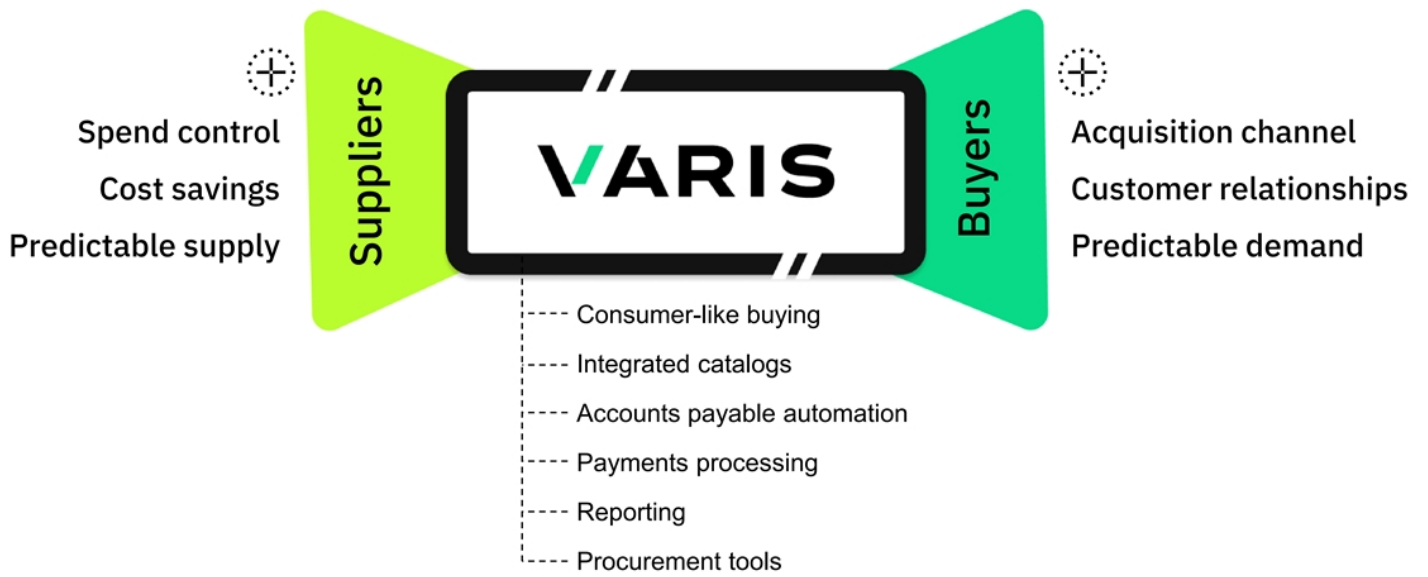 Spend control
Cost savings
Predictable supply
Suppliers
VARIS
Buyers
Acquisition channel
Customer relationships
Predictable demand
Consumer-like buying
Integrated catalogs
Accounts payable automation
Payments processing
Reporting
Procurement tools